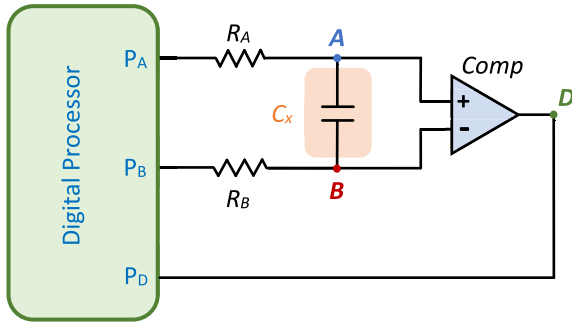 Digital Processor
P_A
R_A
A
C_x
Comp
+
-
D
P_B
R_B
B
P_D